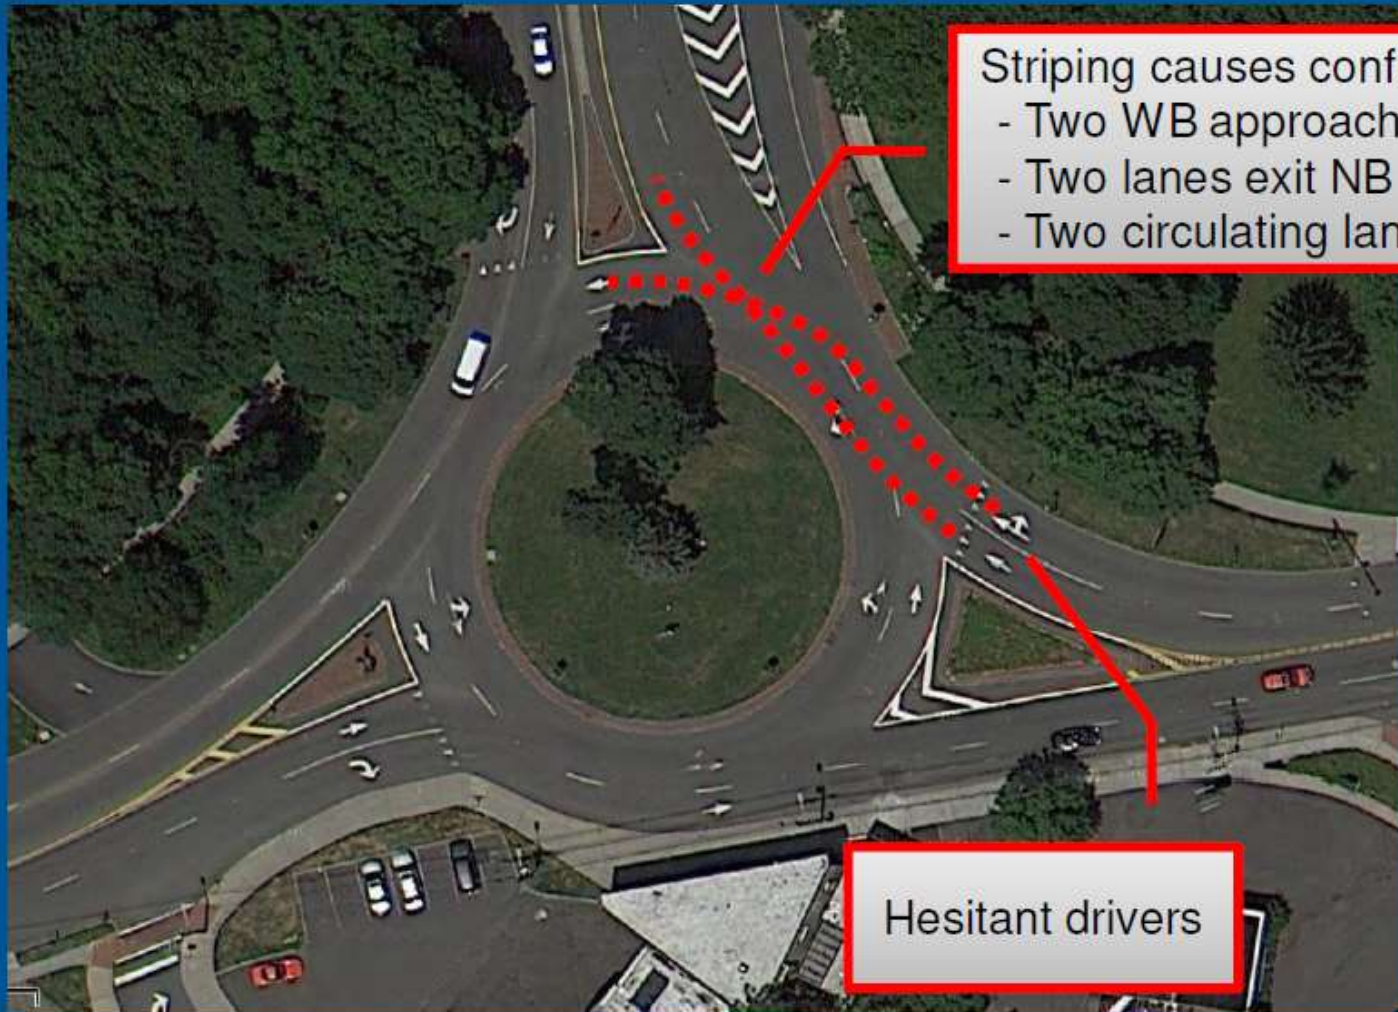 Striping causes conf
- Two WB approach
- Two lanes exit NB
- Two circulating lan
Hesitant drivers